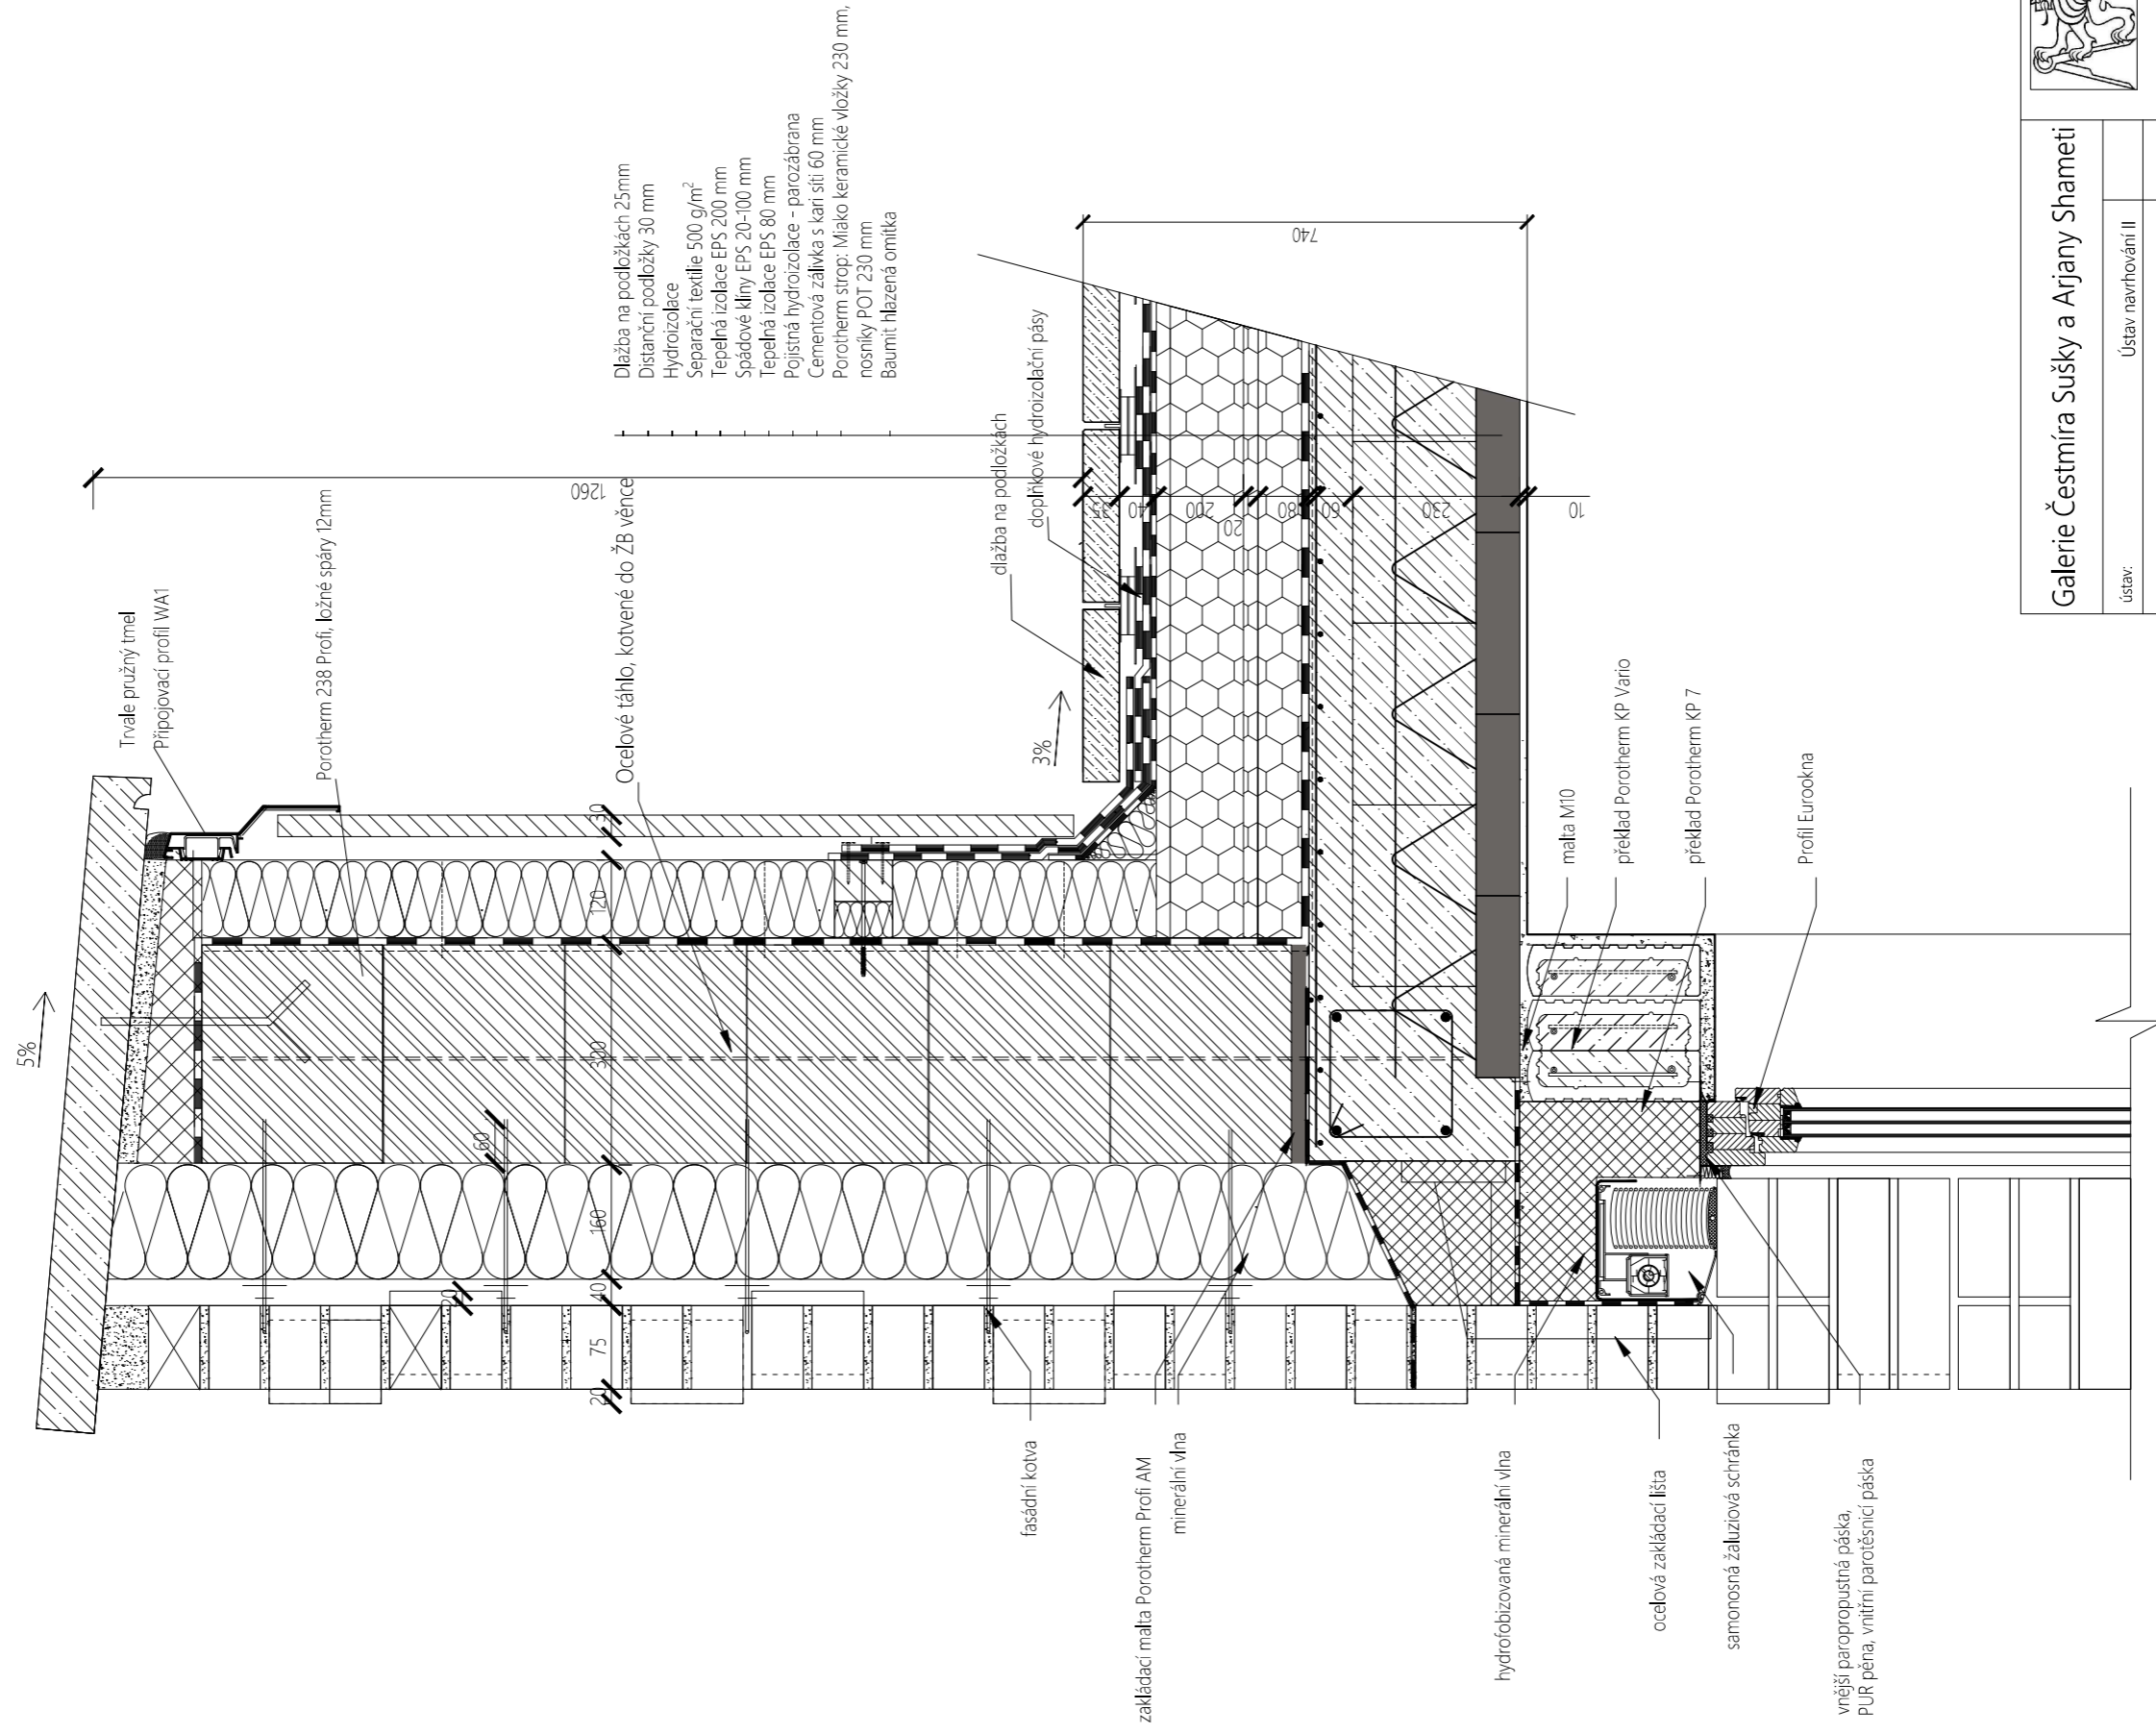 5%
Trvale pružný tmel
Připojovací profil WA1
Porotherm 238 Profi, ložné spáry 12mm
Ocelové táhlo, kotvené do ŽB věnce
1260
Dlažba na podložkách 25mm
Distanční podložky 30 mm
Hydroizolace
Separační textilie 500 g/m²
Tepelná izolace EPS 200 mm
Spádové klíny EPS 20-100 mm
Tepelná izolace EPS 80 mm
Pojistná hydroizolace - parozábrana
Cementová zálivka s kari síti 60 mm
Porotherm strop: Miako keramické vložky 230 mm,
nosníky POT 230 mm
Baumit hlazená omítka
20
75
40
20
160
60
300
120
30
3%
dlažba na podložkách
doplňkové hydroizolační pásy
35
40
200
20
80
60
230
10
740
fasádní kotva
zakládací malta Porotherm Profi AM
minerální vlna
hydrofobizovaná minerální vlna
ocelová zakládací lišta
samonosná žaluziová schránka
vnější paropropustná páska,
PUR pěna, vnitřní parotěsnící páska
malta M10
překlad Porotherm KP Vario
překlad Porotherm KP 7
Profil Eurookna
Galerie Čestmíra Sušky a Arjany Shameti
ústav:
Ústav navrhování II